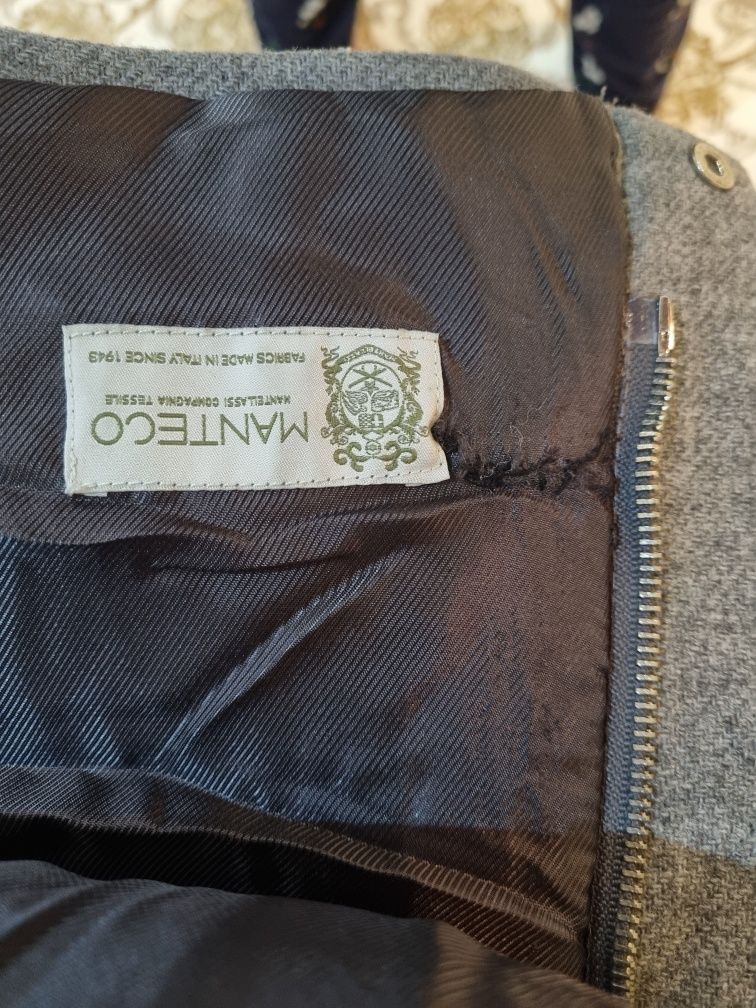 MANTECO
MANTELLASSI COMPAGNIA TESSILE
FABRICS MADE IN ITALY SINCE 1943